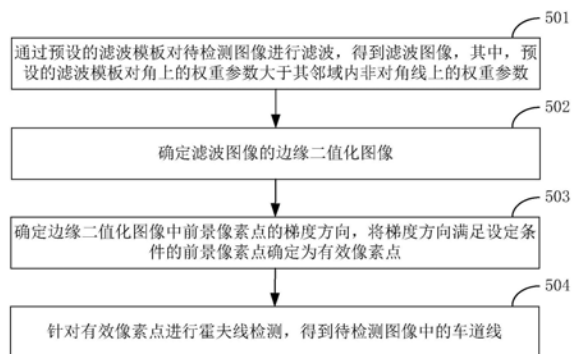 501
通过预设的滤波模板对待检测图像进行滤波，得到滤波图像，其中，预
设的滤波模板对角上的权重参数大于其邻域内非对角线上的权重参数
502
确定滤波图像的边缘二值化图像
503
确定边缘二值化图像中前景像素点的梯度方向，将梯度方向满足设定条
件的前景像素点确定为有效像素点
504
针对有效像素点进行霍夫线检测，得到待检测图像中的车道线